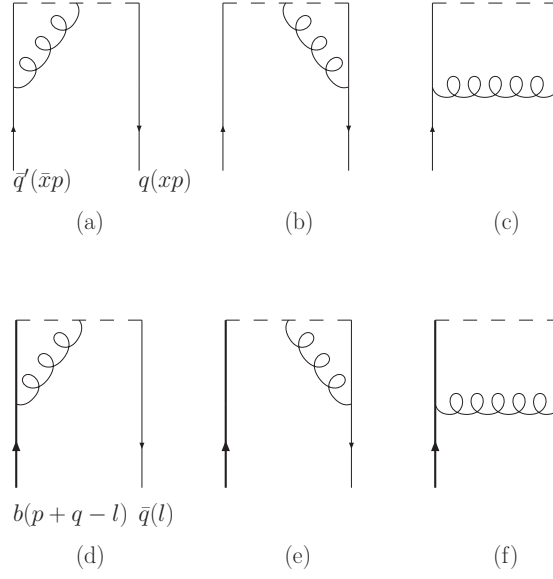 q̄′(x̄p) q(xp)
(a) (b) (c)
b(p + q − l) q̄(l)
(d) (e) (f)